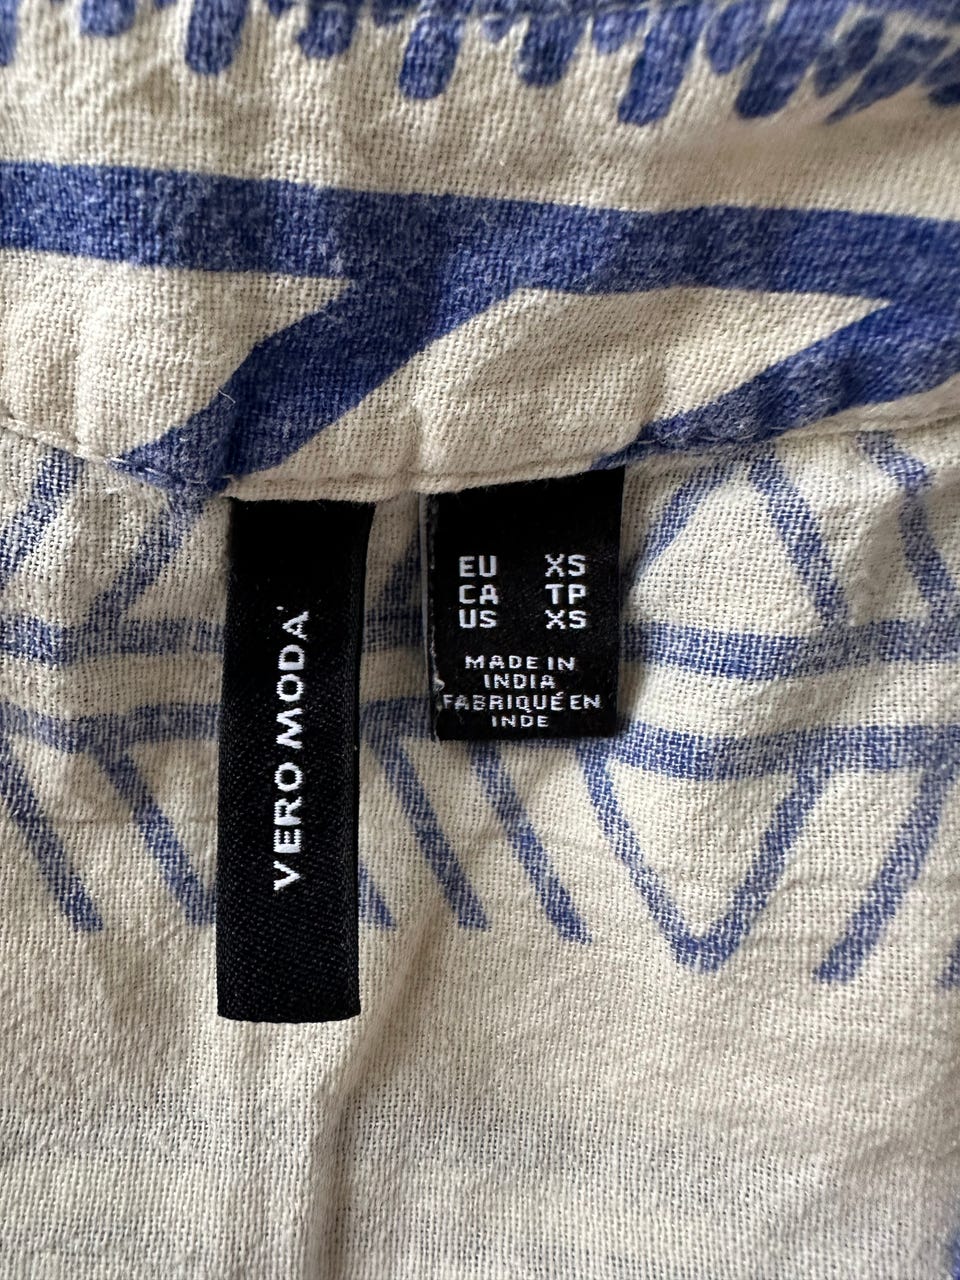 VERO MODA
EU XS
CA TP
US XS
MADE IN
INDIA
FABRIQUÉ EN
INDE